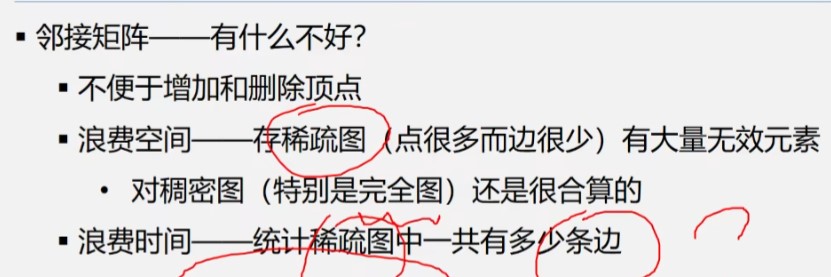 ▪ 邻接矩阵——有什么不好?
▪ 不便于增加和删除顶点
▪ 浪费空间——存稀疏图（点很多而边很少）有大量无效元素
• 对稠密图（特别是完全图）还是很合算的
▪ 浪费时间——统计稀疏图中一共有多少条边